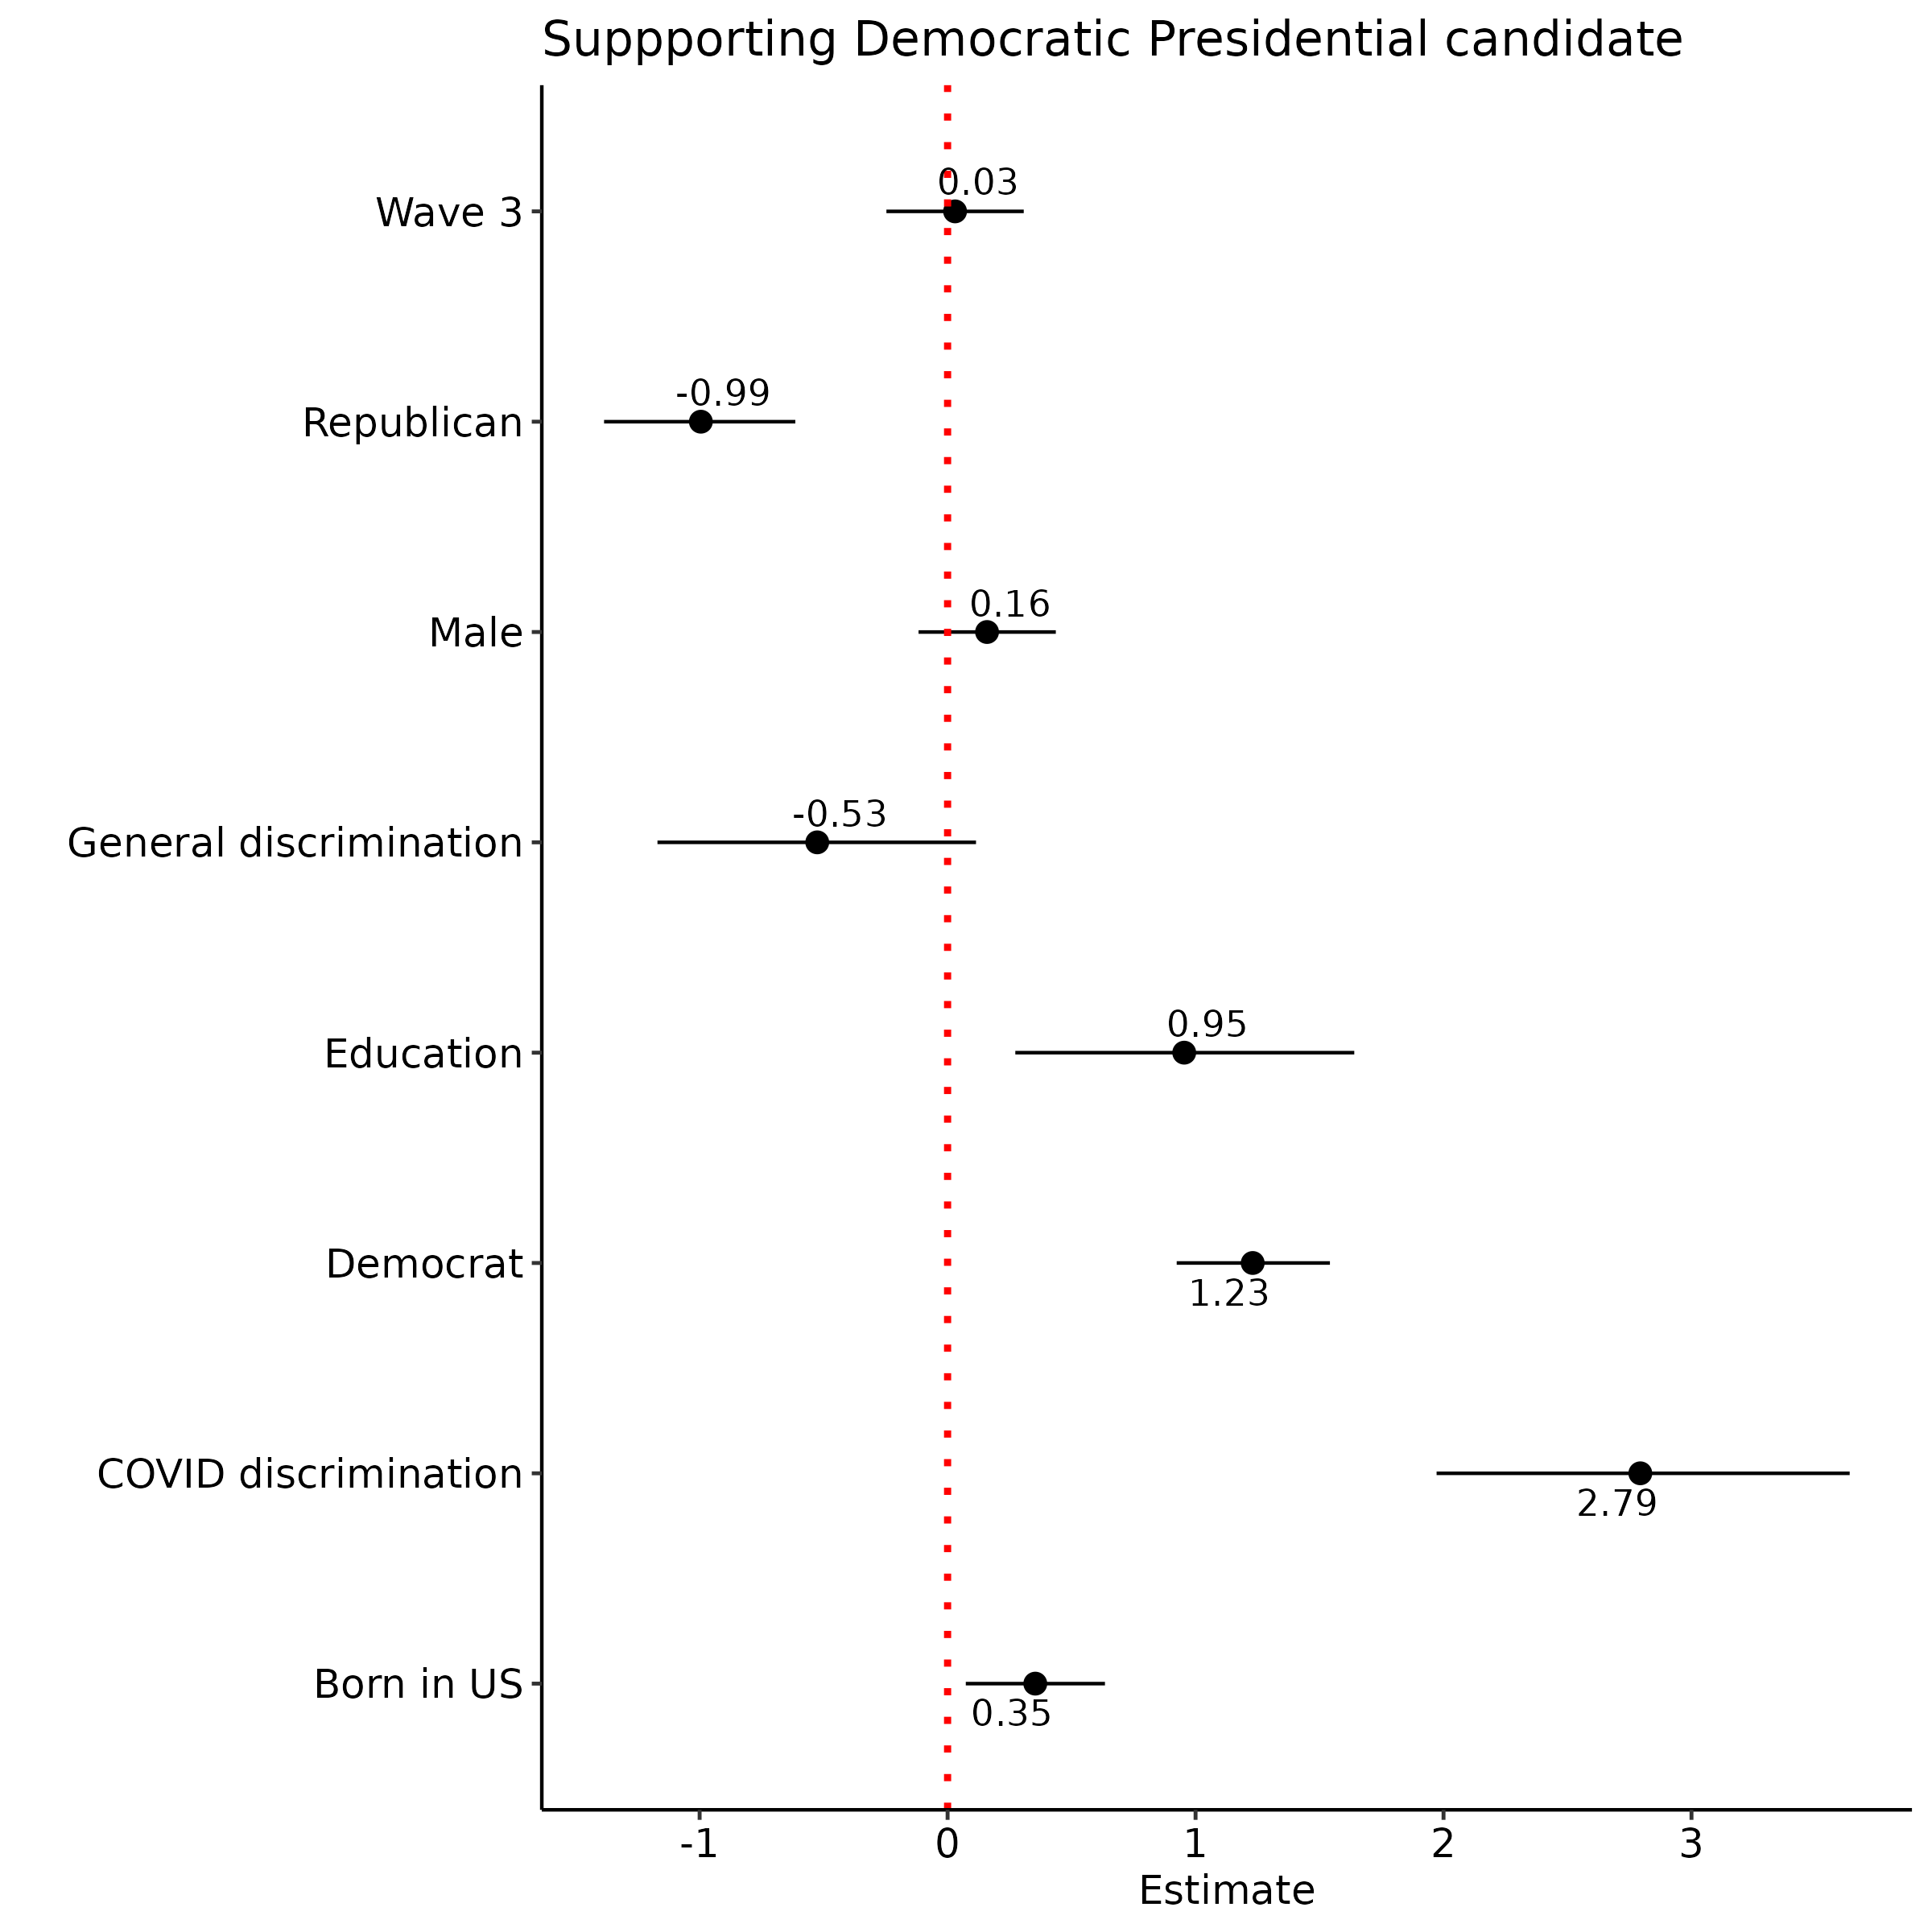 Suppporting Democratic Presidential candidate
Wave 3
0.03
Republican
-0.99
Male
0.16
General discrimination
-0.53
Education
0.95
Democrat
1.23
COVID discrimination
2.79
Born in US
0.35
-1 0 1 2 3
Estimate